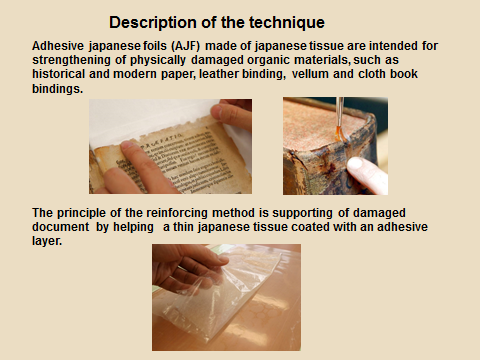 Description of the technique
Adhesive japanese foils (AJF) made of japanese tissue are intended for
strengthening of physically damaged organic materials, such as
historical and modern paper, leather binding, vellum and cloth book
bindings.
The principle of the reinforcing method is supporting of damaged
document by helping a thin japanese tissue coated with an adhesive
layer.